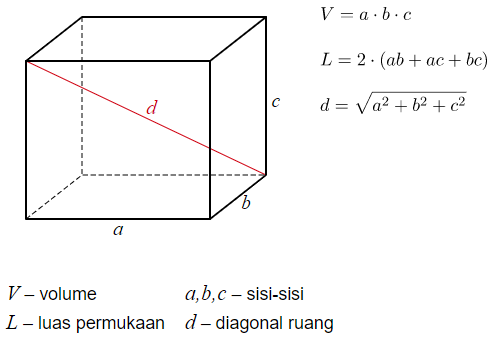 V = a · b · c
L = 2 · (ab + ac + bc)
d = √(a² + b² + c²)
d
c
b
a
V – volume
a,b,c – sisi-sisi
L – luas permukaan
d – diagonal ruang